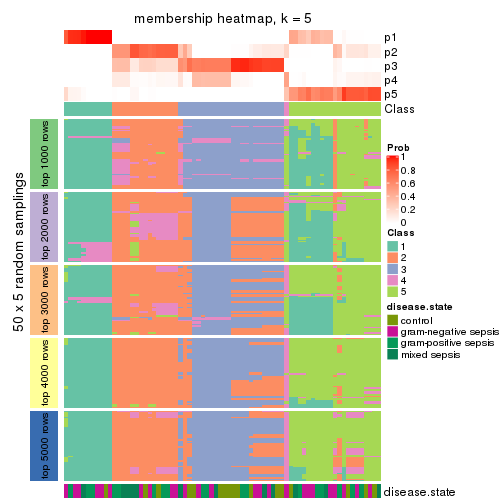 membership heatmap, k = 5
p1
p2
p3
p4
p5
Class
50 x 5 random samplings
top 1000 rows
top 2000 rows
top 3000 rows
top 4000 rows
top 5000 rows
disease.state
Prob
1
0.8
0.6
0.4
0.2
0
Class
1
2
3
4
5
disease.state
control
gram-negative sepsis
gram-positive sepsis
mixed sepsis